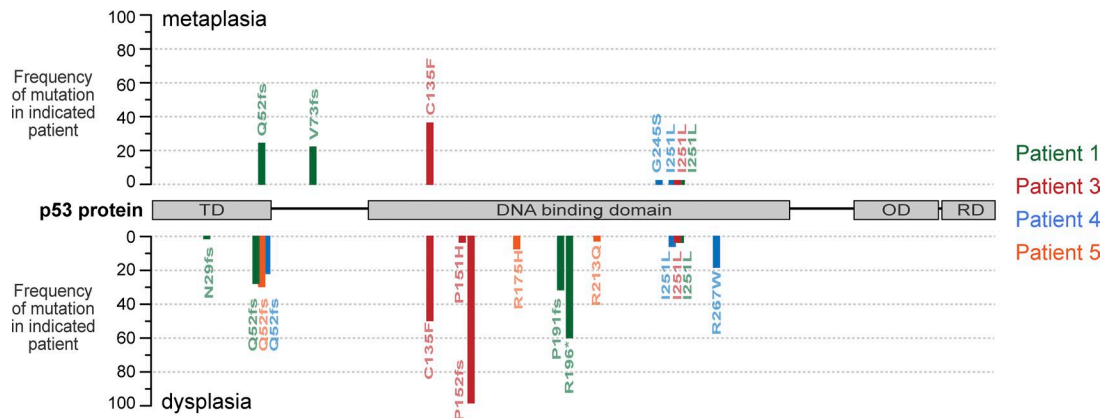 100
metaplasia
80
60
40
20
0
Frequency
of mutation
in indicated
patient
Q52fs
V73fs
C135F
G245S
I251L
I251L
I251L
Patient 1
Patient 3
Patient 4
Patient 5
p53 protein
TD
DNA binding domain
OD
RD
0
20
40
60
80
100
Frequency
of mutation
in indicated
patient
N29fs
Q52fs
Q52fs
Q52fs
C135F
P151H
P152fs
R175H
P191fs
R196*
R213Q
I251L
I251L
I251L
R267W
dysplasia